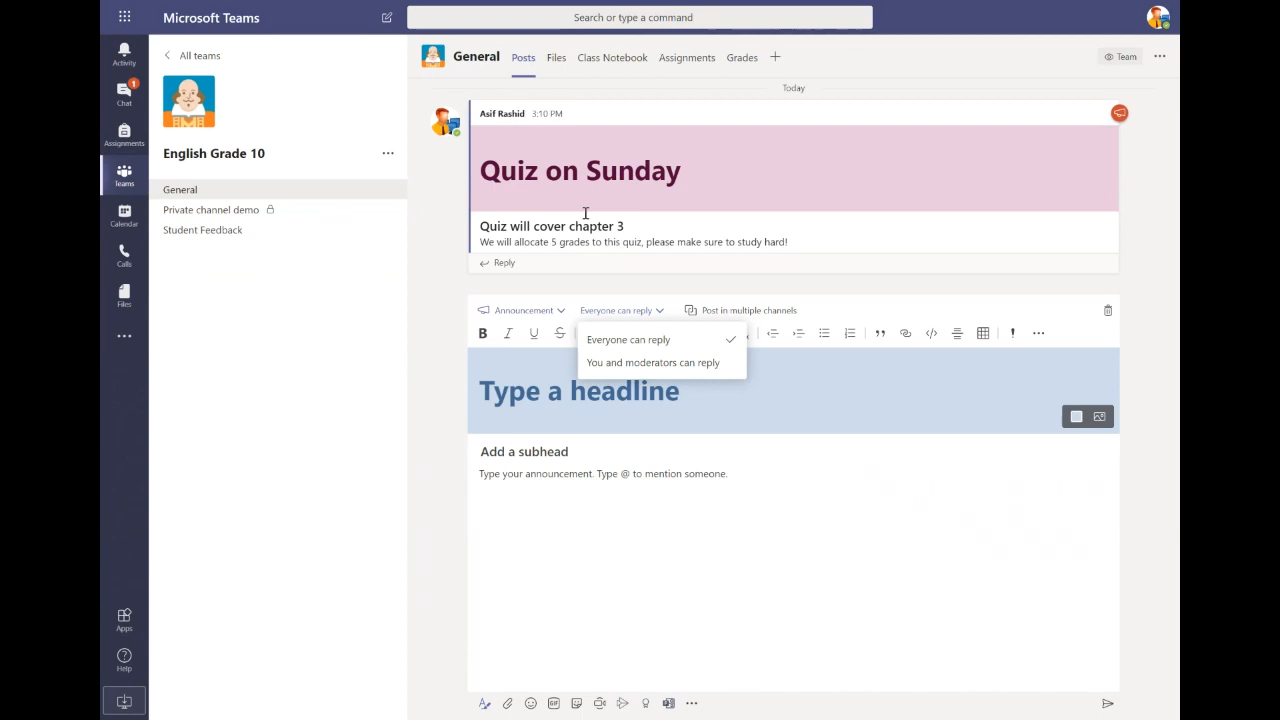 Microsoft Teams
Search or type a command
Activity
1
Chat
Assignments
Teams
Calendar
Calls
Files
Apps
Help
All teams
English Grade 10
General
Private channel demo
Student Feedback
General Posts Files Class Notebook Assignments Grades
Team
Today
Asif Rashid 3:10 PM
Quiz on Sunday
Quiz will cover chapter 3
We will allocate 5 grades to this quiz, please make sure to study hard!
Reply
Announcement Everyone can reply Post in multiple channels
B I U S
Everyone can reply
You and moderators can reply
Type a headline
Add a subhead
Type your announcement. Type @ to mention someone.
GIF